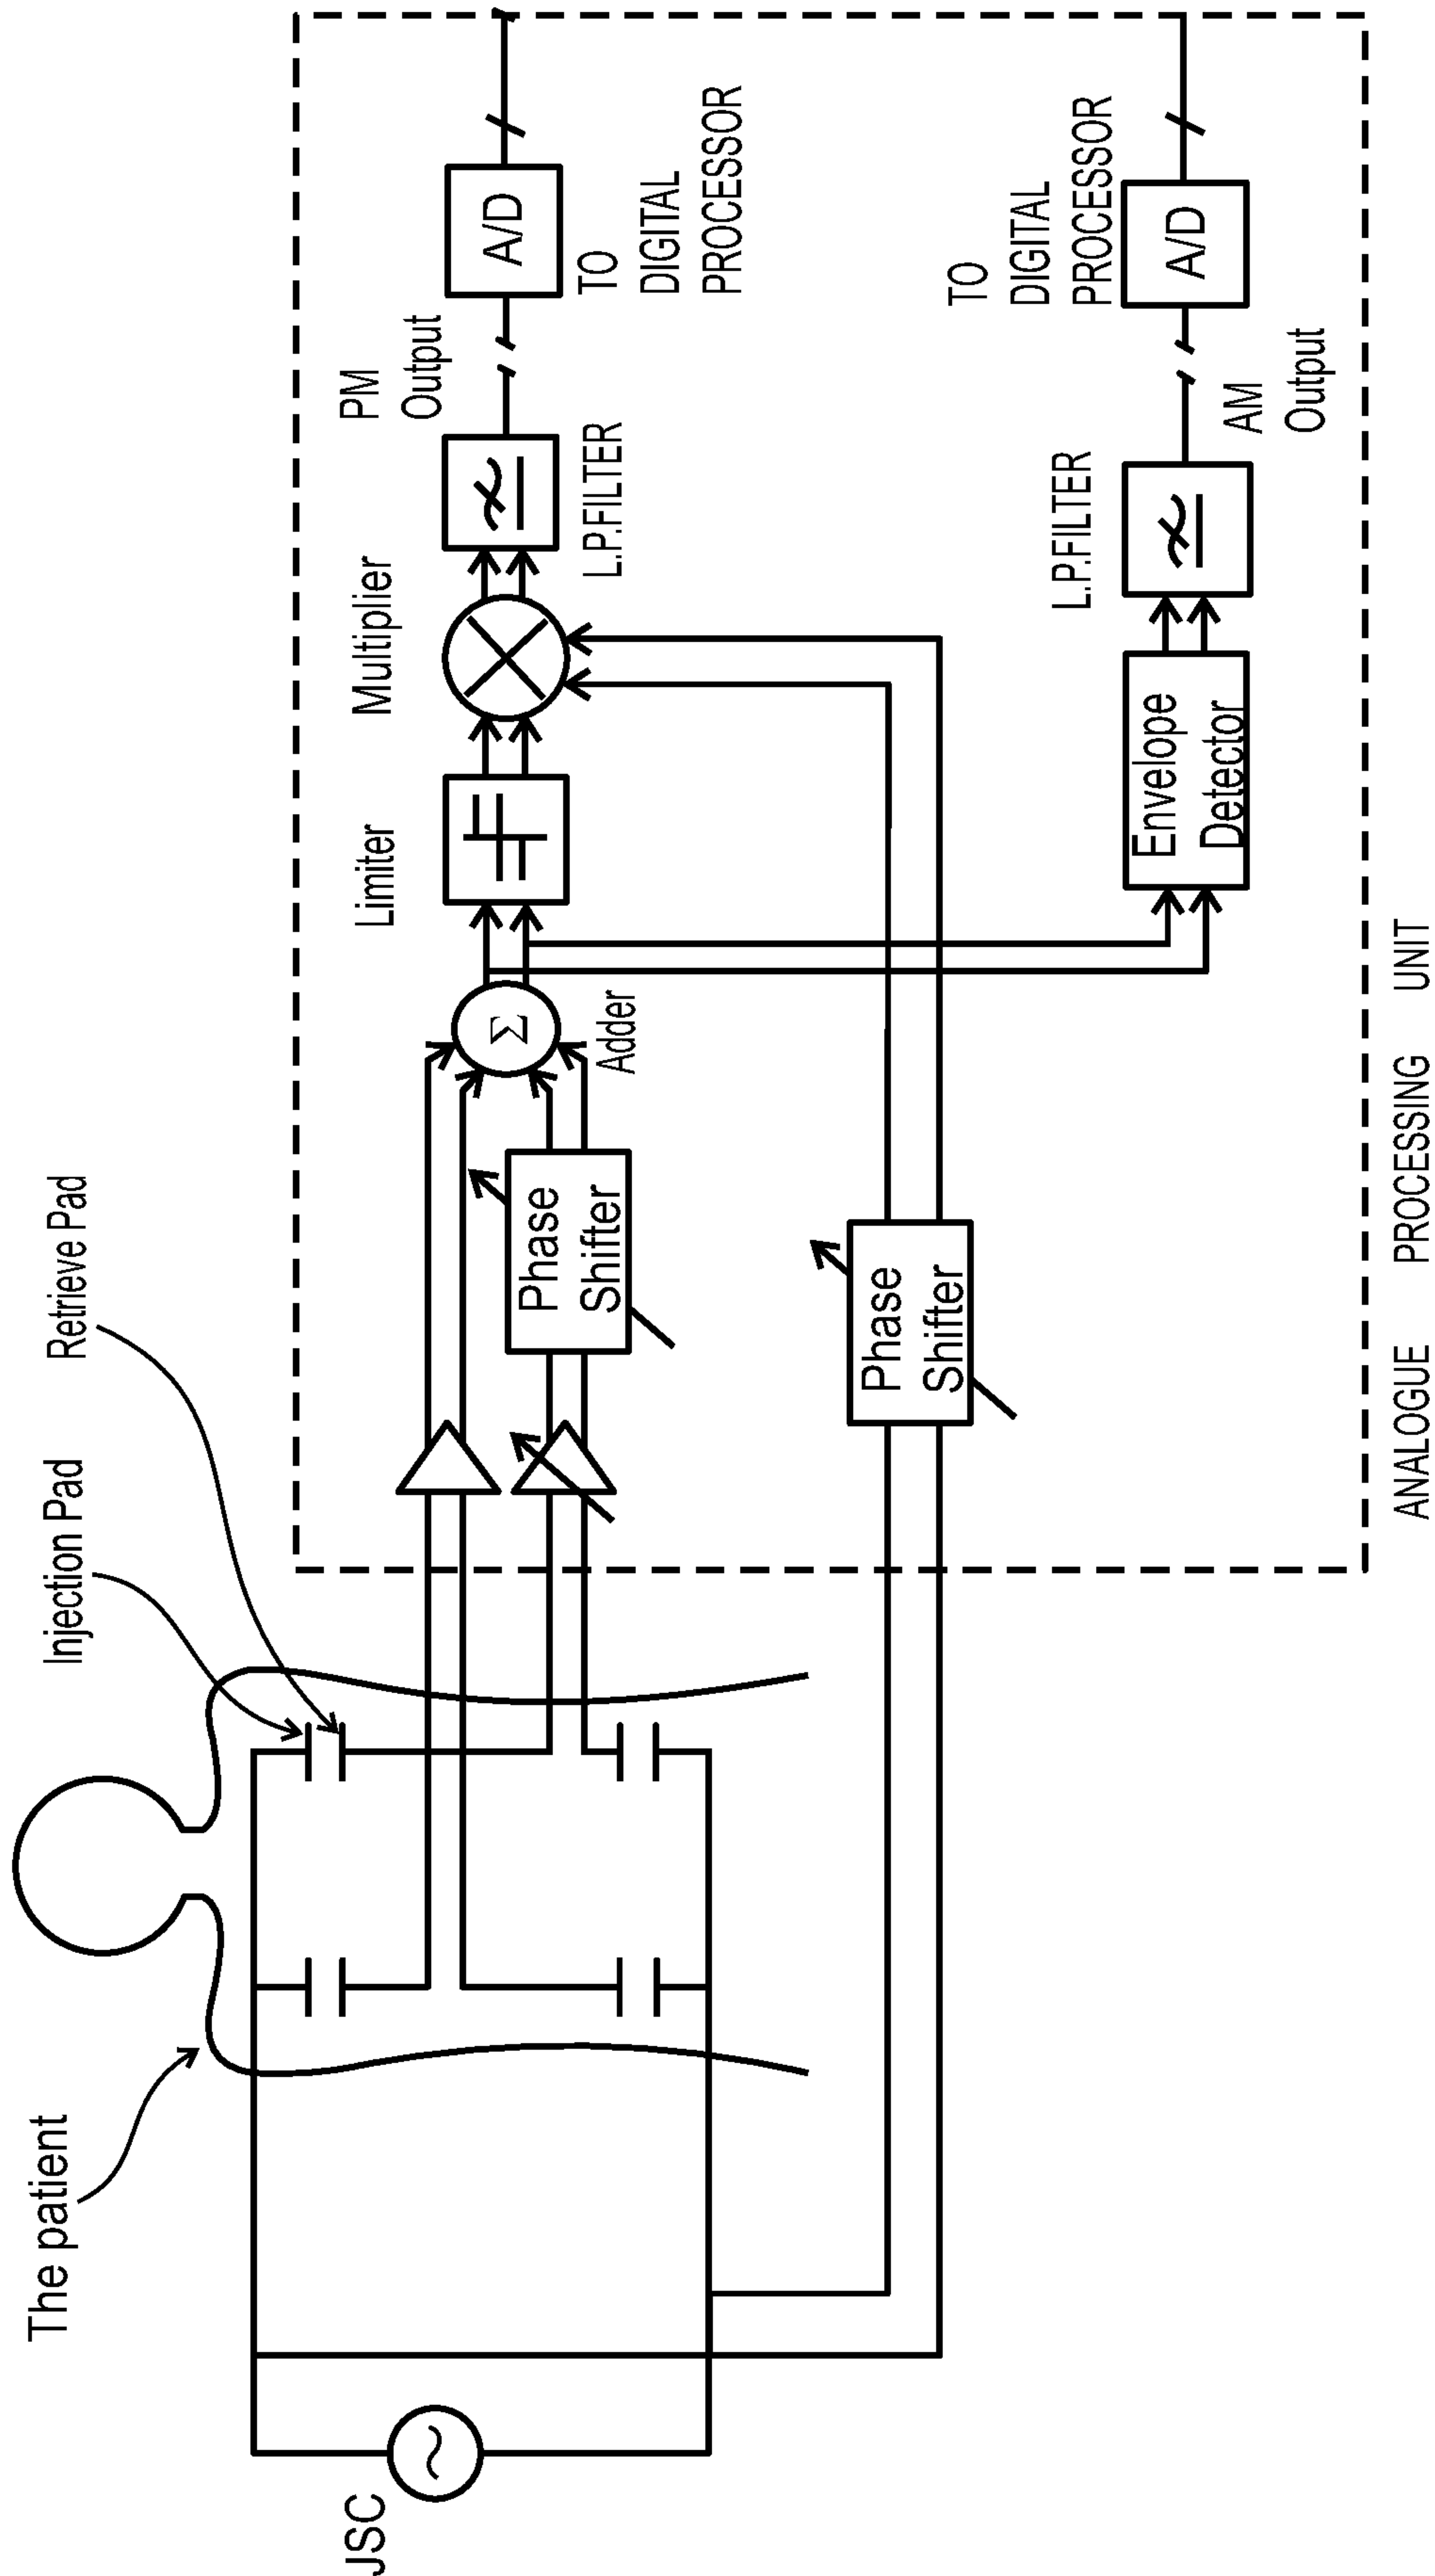 The patient
Injection Pad
Retrieve Pad
JSC
Phase
Shifter
Phase
Shifter
Σ
Adder
Limiter
Multiplier
L.P.FILTER
PM
Output
A/D
TO
DIGITAL
PROCESSOR
Envelope
Detector
L.P.FILTER
AM
Output
A/D
TO
DIGITAL
PROCESSOR
ANALOGUE PROCESSING UNIT